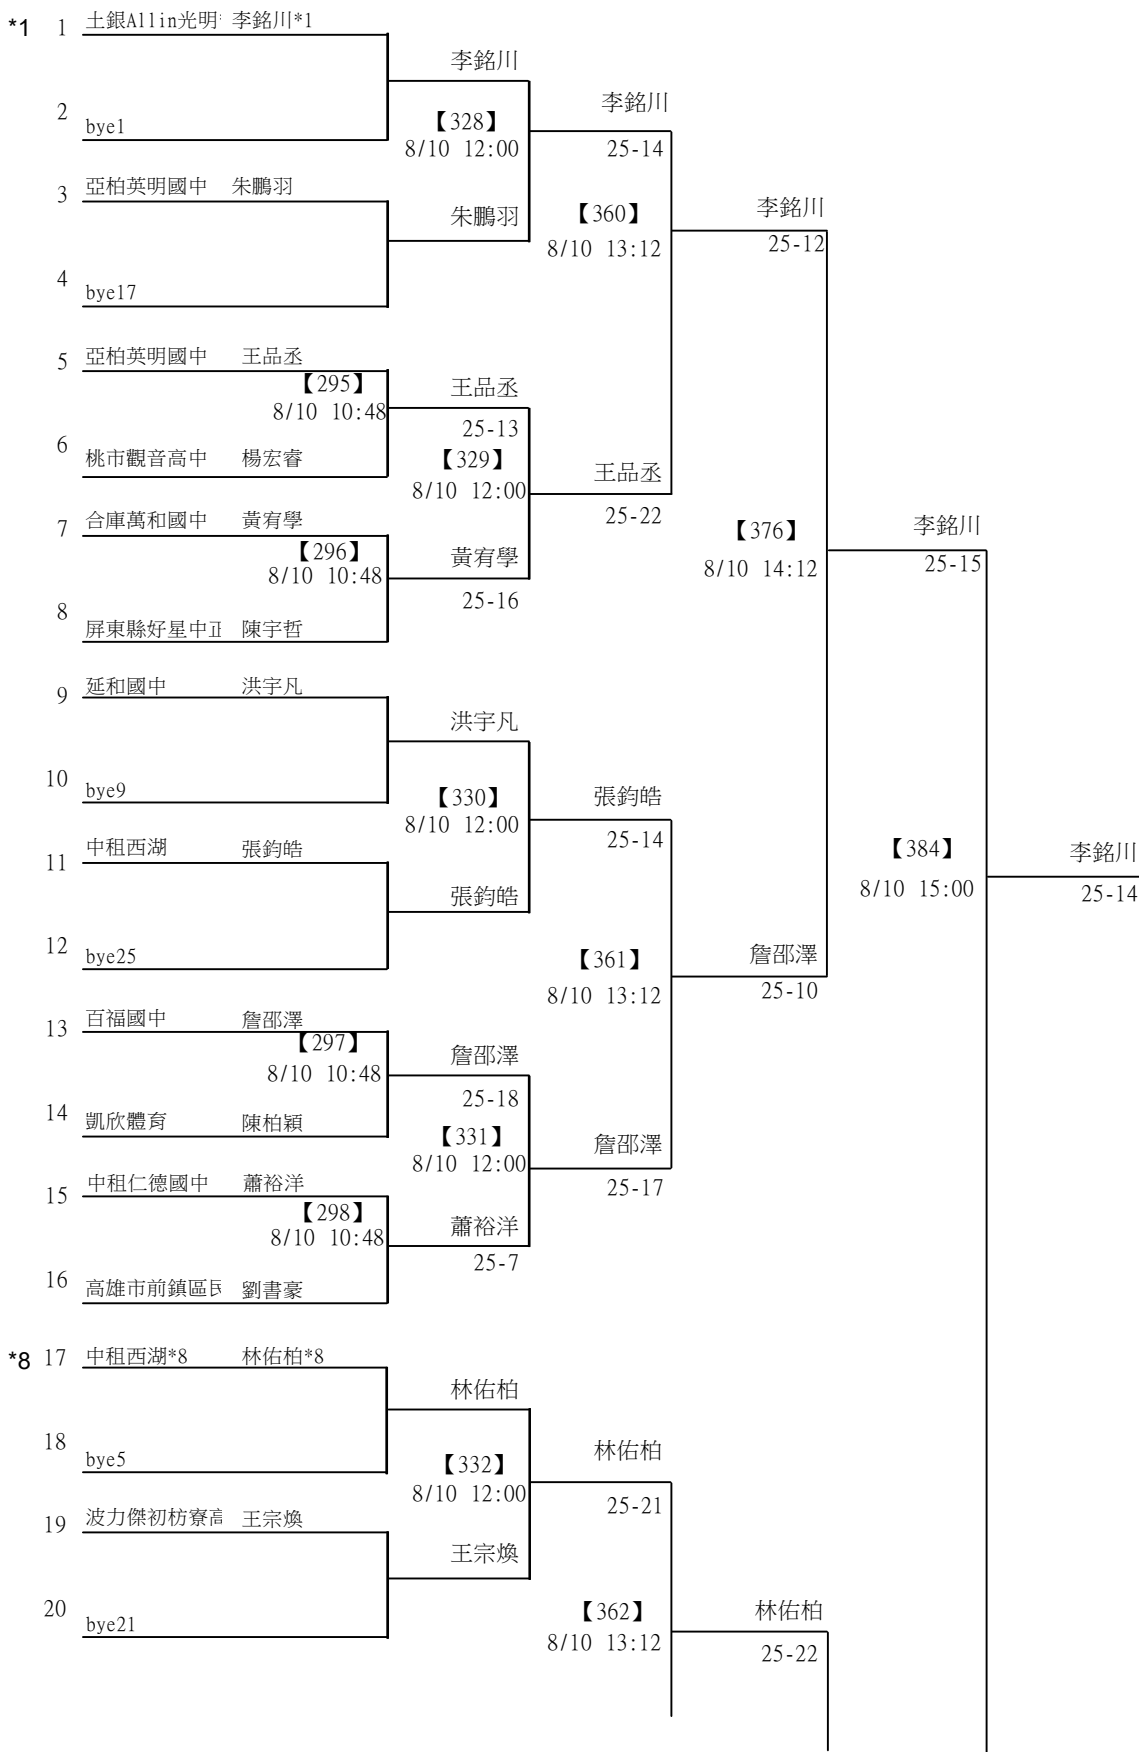 *1 1 土銀Allin光明 李銘川*1
李銘川
李銘川
2 bye1
【328】
8/10 12:00
25-14
3 亞柏英明國中 朱鵬羽
朱鵬羽
【360】
8/10 13:12
李銘川
25-12
4 bye17
5 亞柏英明國中 王品丞
【295】
8/10 10:48
王品丞
25-13
6 桃市觀音高中 楊宏睿
【329】
8/10 12:00
王品丞
25-22
7 合庫萬和國中 黃宥學
【296】
8/10 10:48
黃宥學
25-16
【376】
8/10 14:12
李銘川
25-15
8 屏東縣好星中正 陳宇哲
9 延和國中 洪宇凡
洪宇凡
10 bye9
【330】
8/10 12:00
張鈞皓
25-14
11 中租西湖 張鈞皓
張鈞皓
【384】
8/10 15:00
李銘川
25-14
12 bye25
【361】
8/10 13:12
詹邵澤
25-10
13 百福國中 詹邵澤
【297】
8/10 10:48
詹邵澤
25-18
14 凱欣體育 陳柏穎
【331】
8/10 12:00
詹邵澤
25-17
15 中租仁德國中 蕭裕洋
【298】
8/10 10:48
蕭裕洋
25-7
16 高雄市前鎮區民 劉書豪
*8 17 中租西湖*8 林佑柏*8
林佑柏
18 bye5
【332】
8/10 12:00
林佑柏
25-21
19 波力傑初枋寮高 王宗煥
王宗煥
20 bye21
【362】
8/10 13:12
林佑柏
25-22